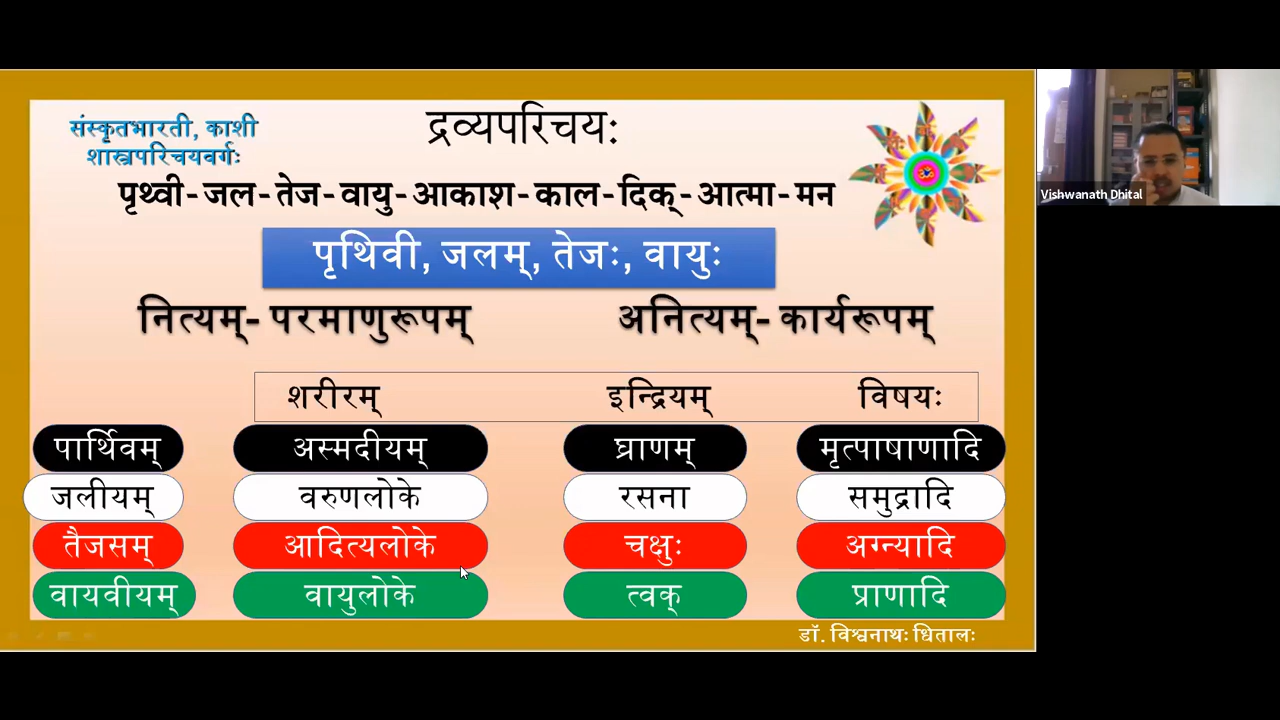 संस्कृतभारती, काशी
शास्त्रपरिचयवर्गः
द्रव्यपरिचयः
पृथ्वी-जल-तेज-वायु-आकाश-काल-दिक्-आत्मा-मन
पृथिवी, जलम्, तेजः, वायुः
नित्यम्- परमाणुरूपम् अनित्यम्- कार्यरूपम्
शरीरम् इन्द्रियम् विषयः
पार्थिवम् अस्मदीयम् घ्राणम् मृत्पाषाणादि
जलीयम् वरुणलोके रसना समुद्रादि
तैजसम् आदित्यलोके चक्षुः अग्न्यादि
वायवीयम् वायुलोके त्वक् प्राणादि
डॉ. विश्वनाथः धितालः
Vishwanath Dhital